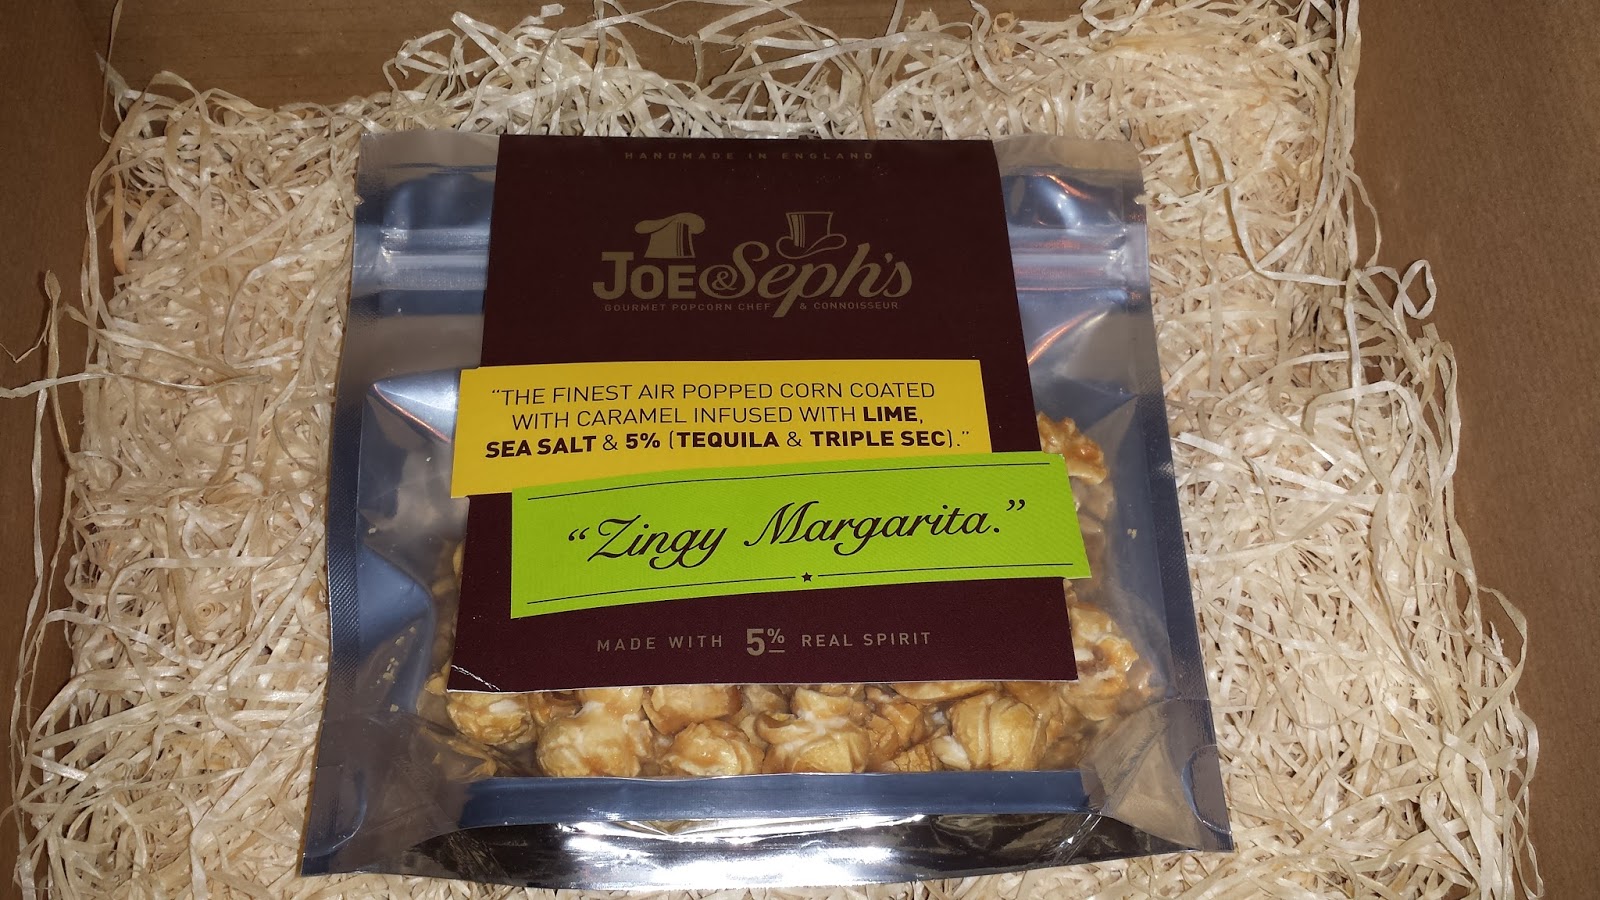 HANDMADE IN ENGLAND
JOE & Seph's
GOURMET POPCORN CHEF & CONNOISSEUR
“THE FINEST AIR POPPED CORN COATED
WITH CARAMEL INFUSED WITH LIME,
SEA SALT & 5% (TEQUILA & TRIPLE SEC).”
“Zingy Margarita.”
MADE WITH 5% REAL SPIRIT